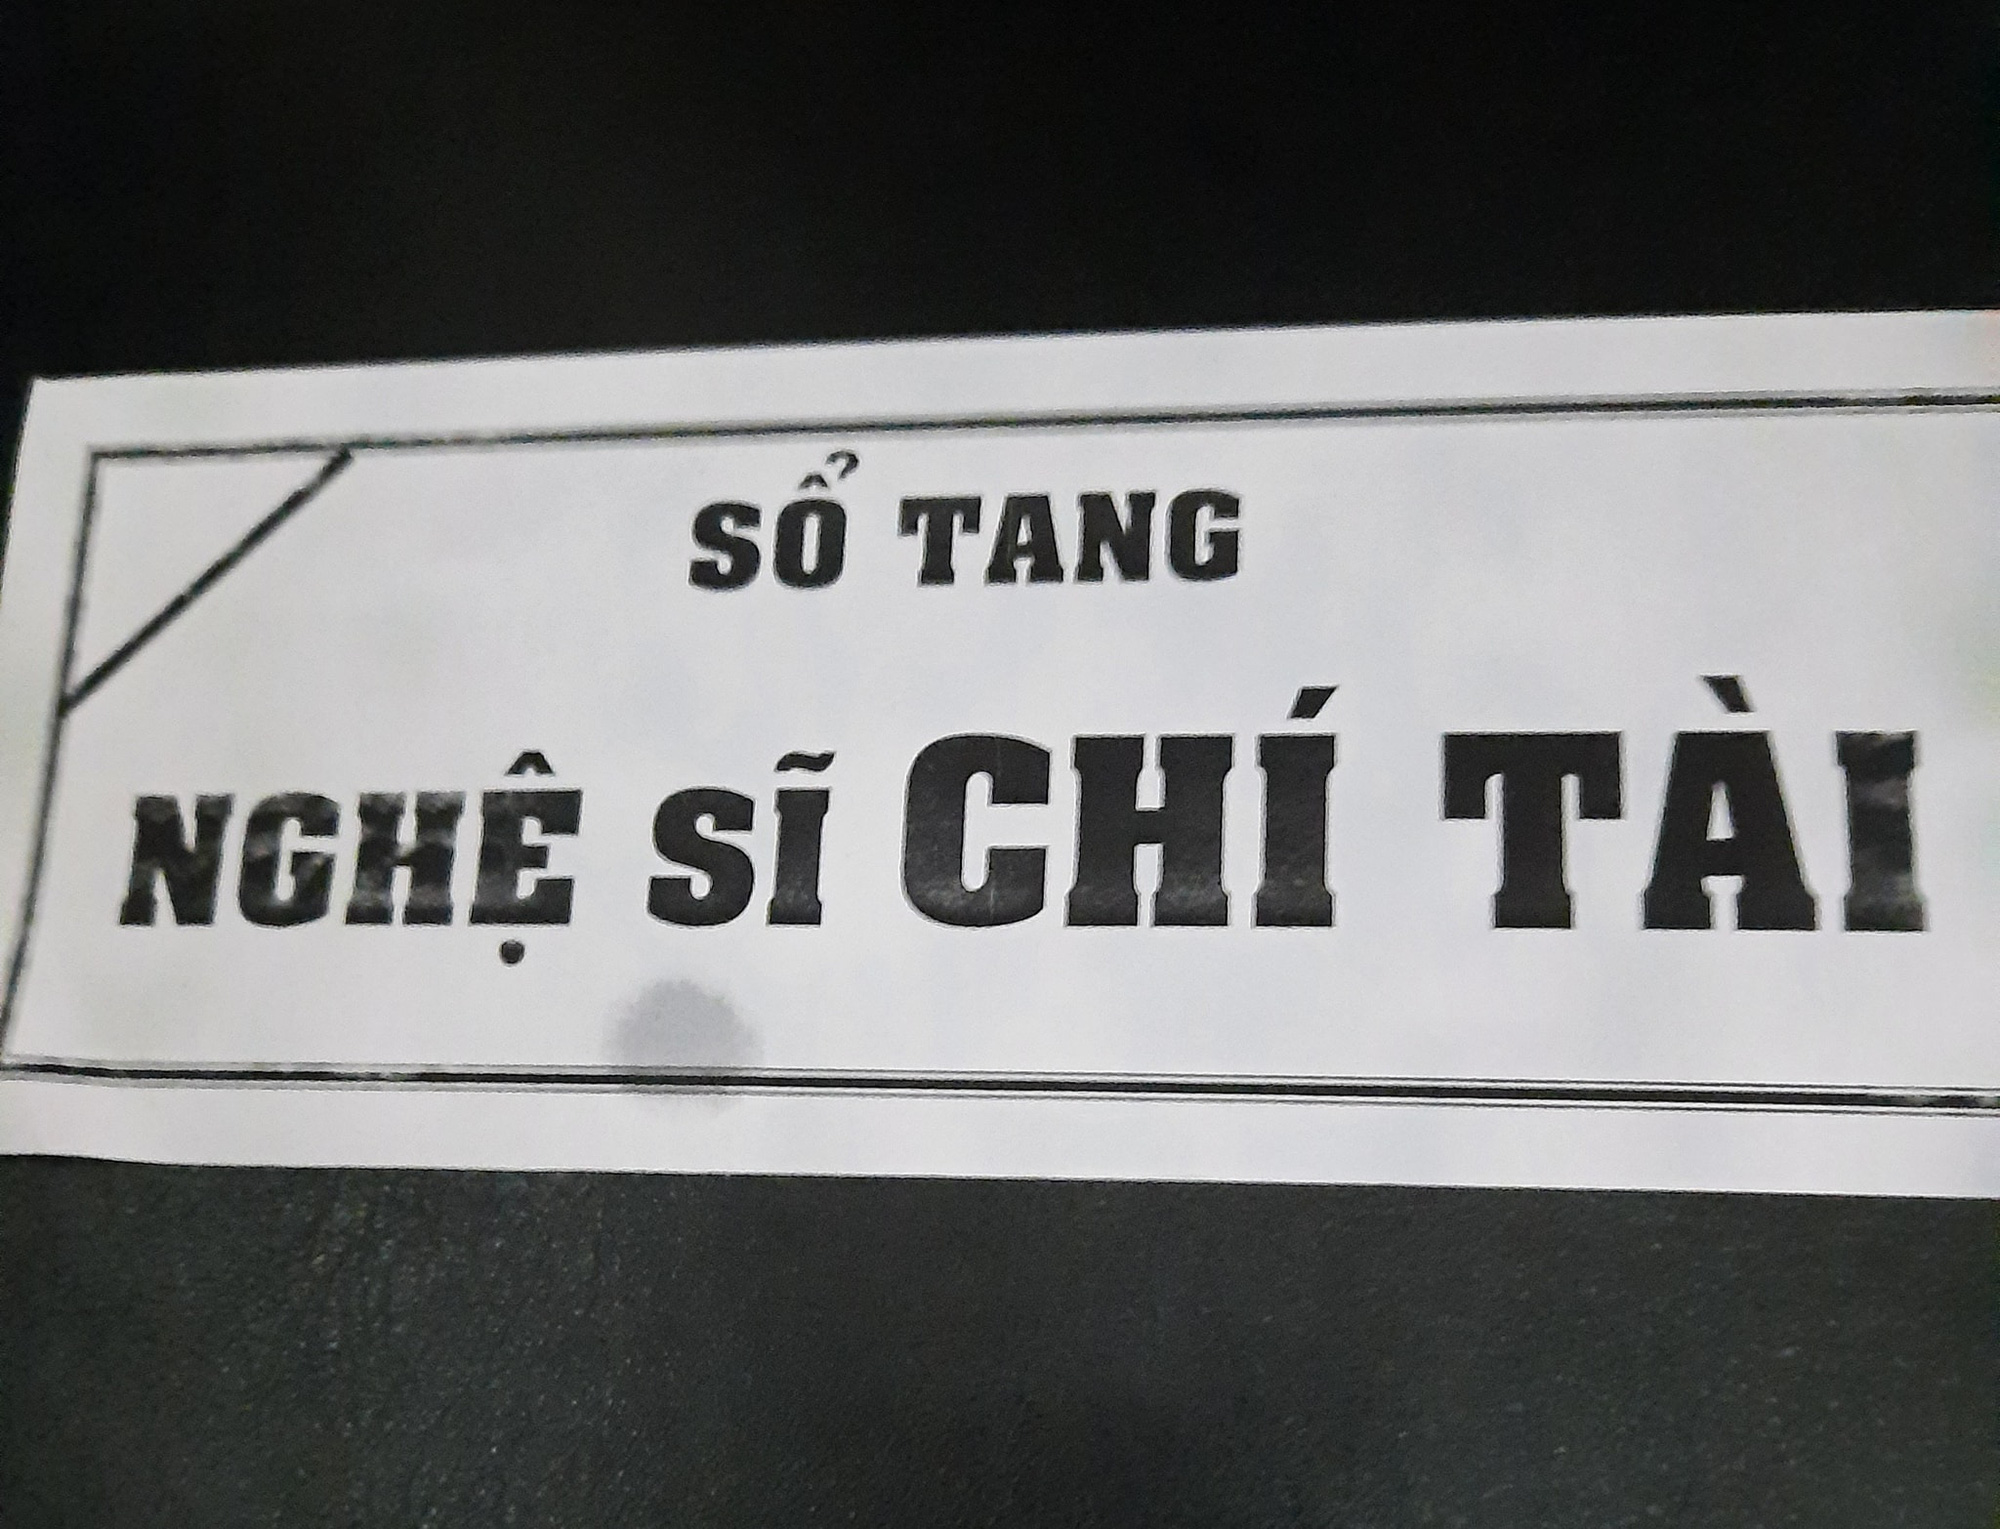 SỔ TANG
NGHỆ SĨ CHÍ TÀI